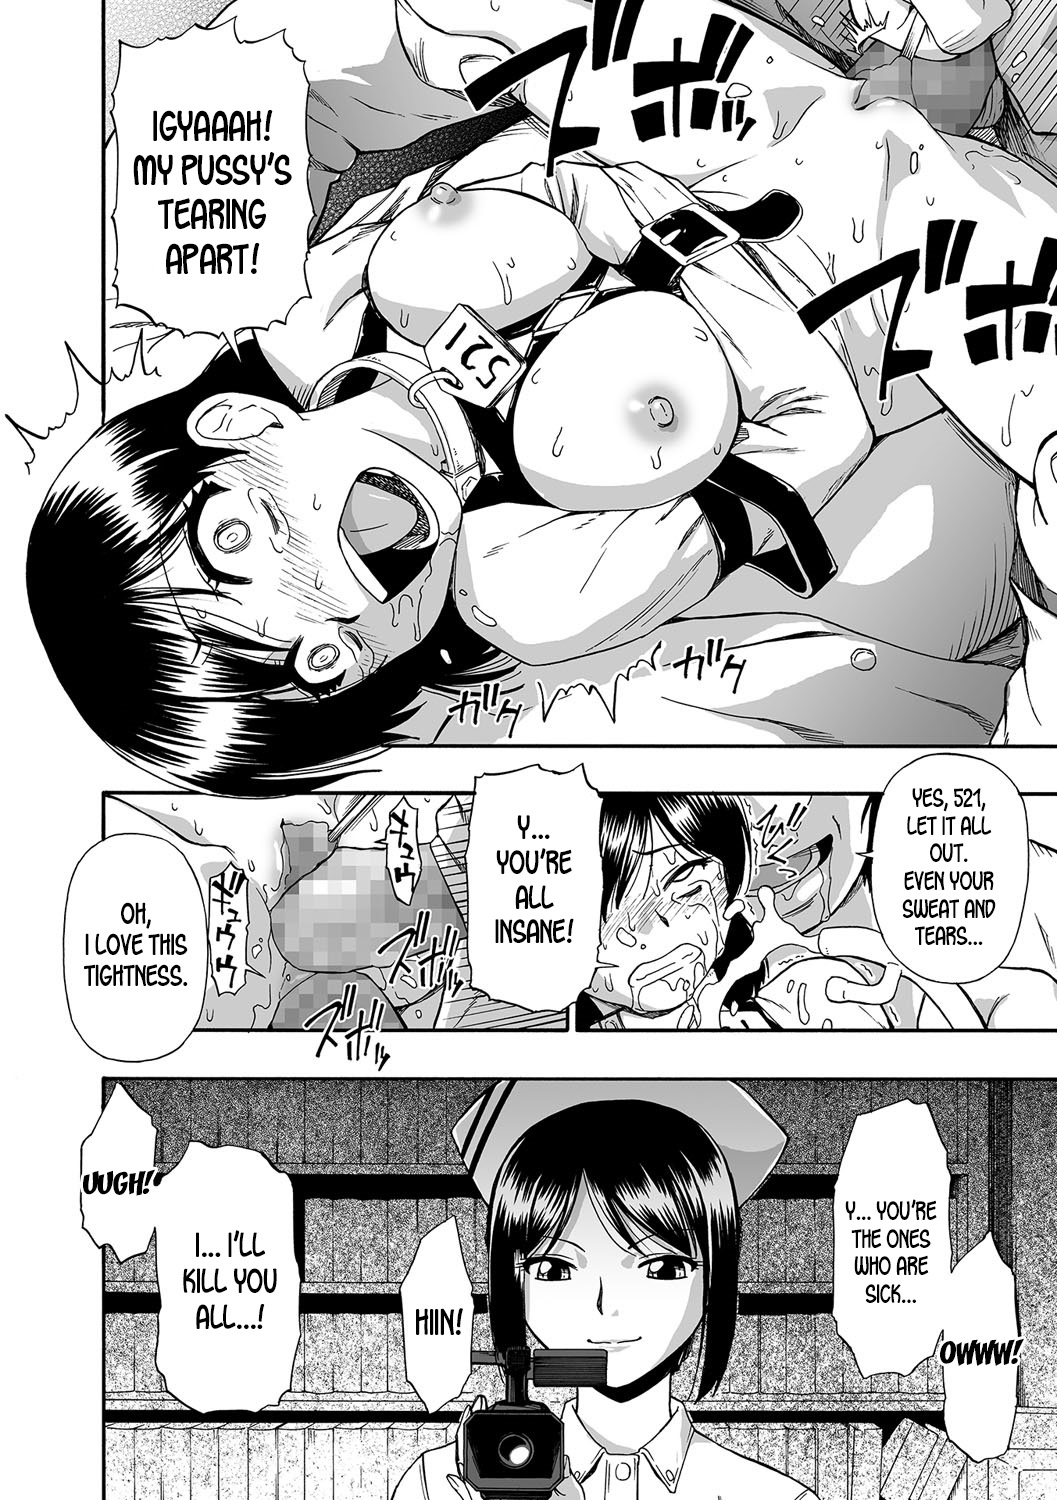 IGYAAAH!
MY PUSSY'S
TEARING
APART!
ズボッ
ズボッ
521
ガク
ガク
YES, 521,
LET IT ALL
OUT.
EVEN YOUR
SWEAT AND
TEARS...
Y...
YOU'RE
ALL
INSANE!
OH,
I LOVE THIS
TIGHTNESS.
ズボッ
ズボッ
Y... YOU'RE
THE ONES
WHO ARE
SICK...
OWWW!
HIIN!
I... I'LL
KILL YOU
ALL...!
UUGH!